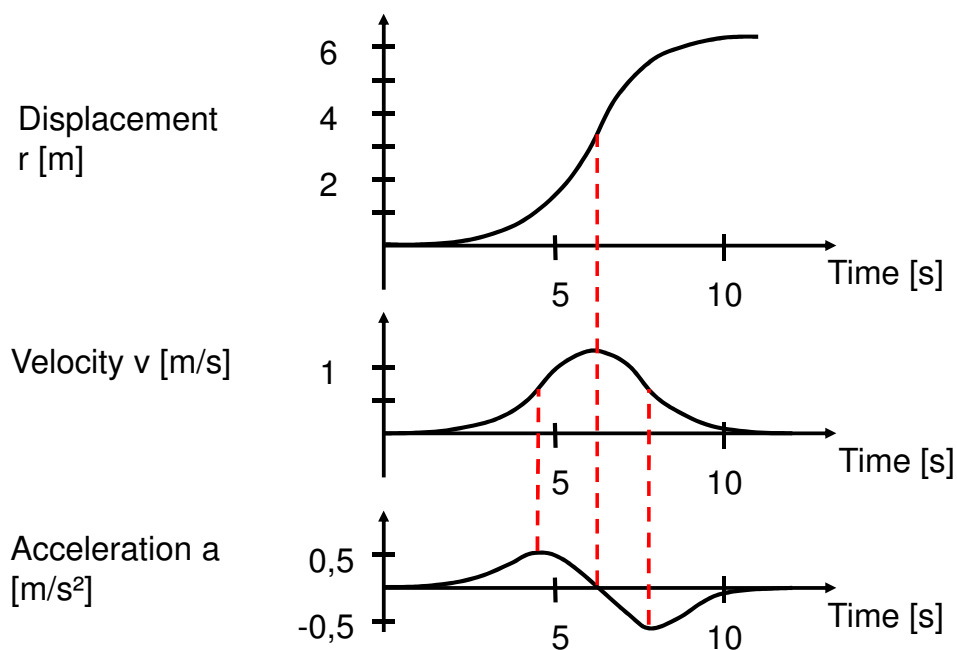 6
Displacement
r [m]
4
2
Time [s]
5
10
Velocity v [m/s]
1
Time [s]
5
10
Acceleration a
[m/s²]
0,5
Time [s]
-0,5
5
10